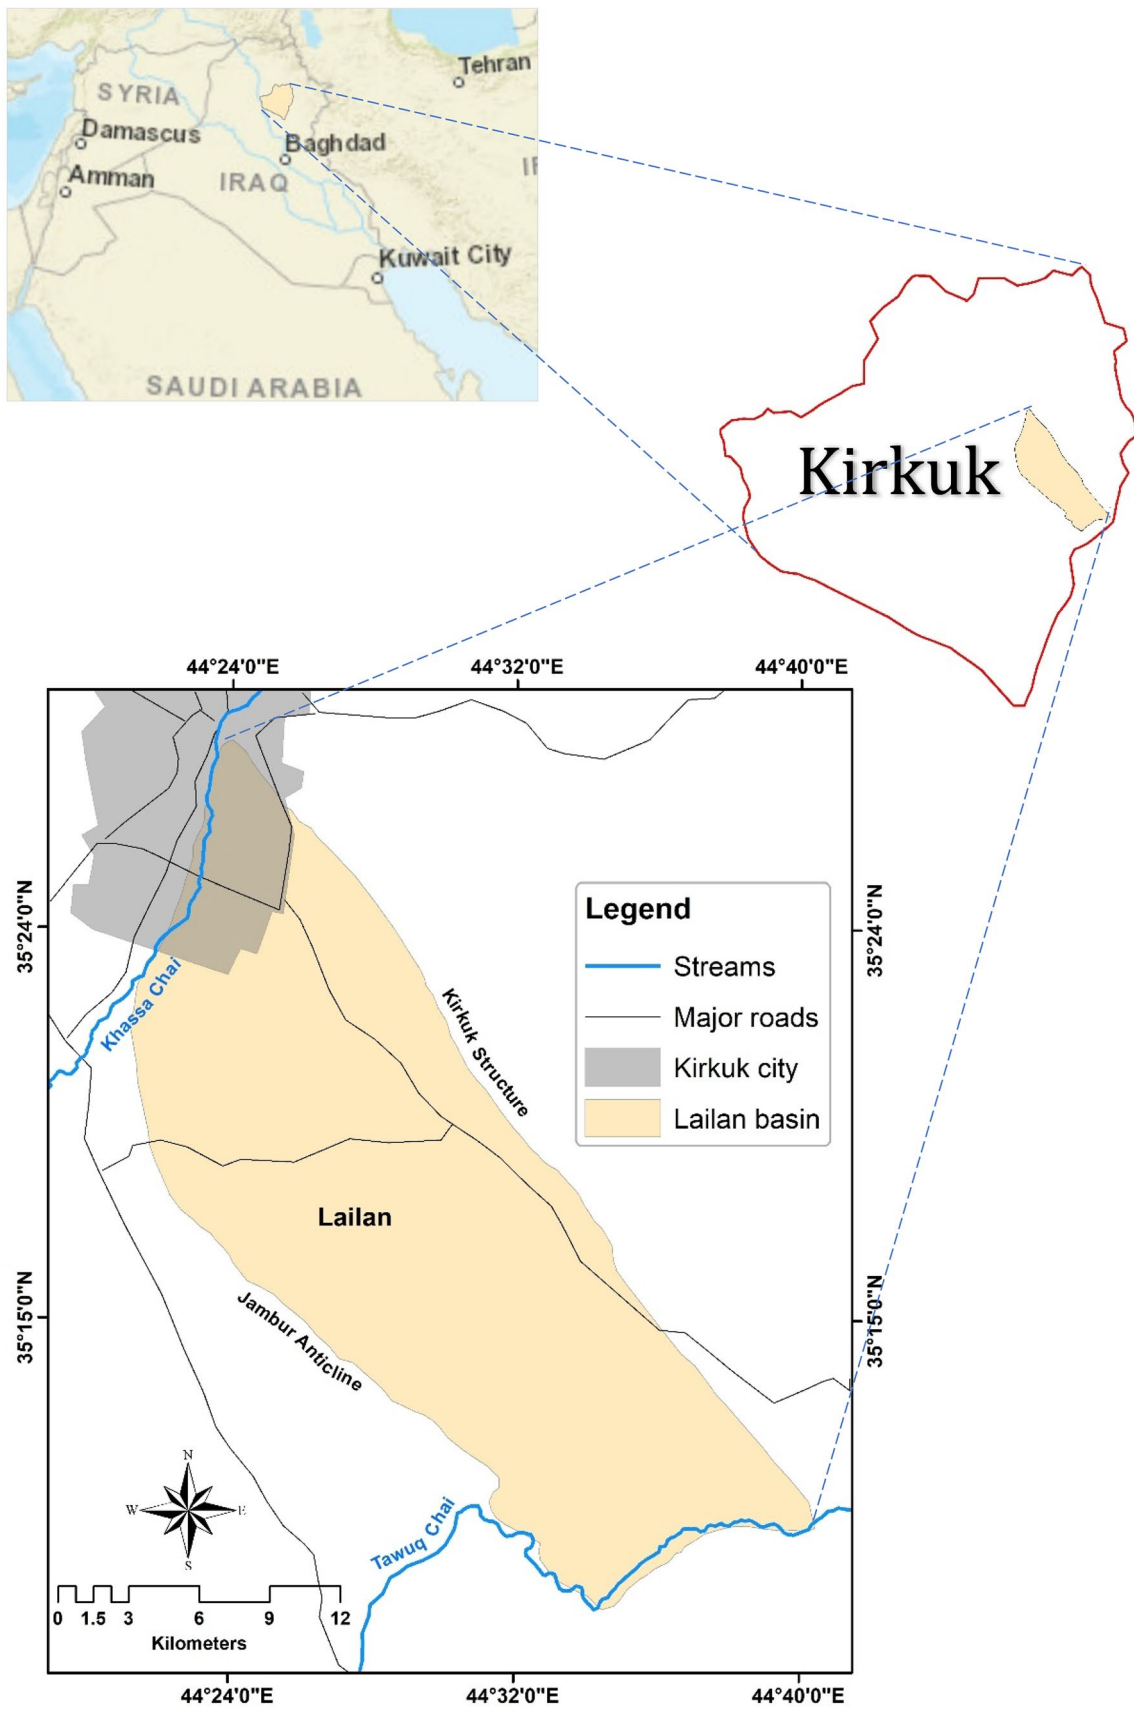 Tehran
SYRIA
Damascus
Baghdad
Amman
IRAQ
Kuwait City
SAUDI ARABIA
Kirkuk
44°24'0"E 44°32'0"E 44°40'0"E
35°24'0"N
35°24'0"N
Legend
Streams
Major roads
Kirkuk city
Lailan basin
Khassa Chai
Kirkuk Structure
Lailan
Jambur Anticline
35°15'0"N
35°15'0"N
N
W E
S
Tawuq Chai
0 1.5 3 6 9 12
Kilometers
44°24'0"E 44°32'0"E 44°40'0"E